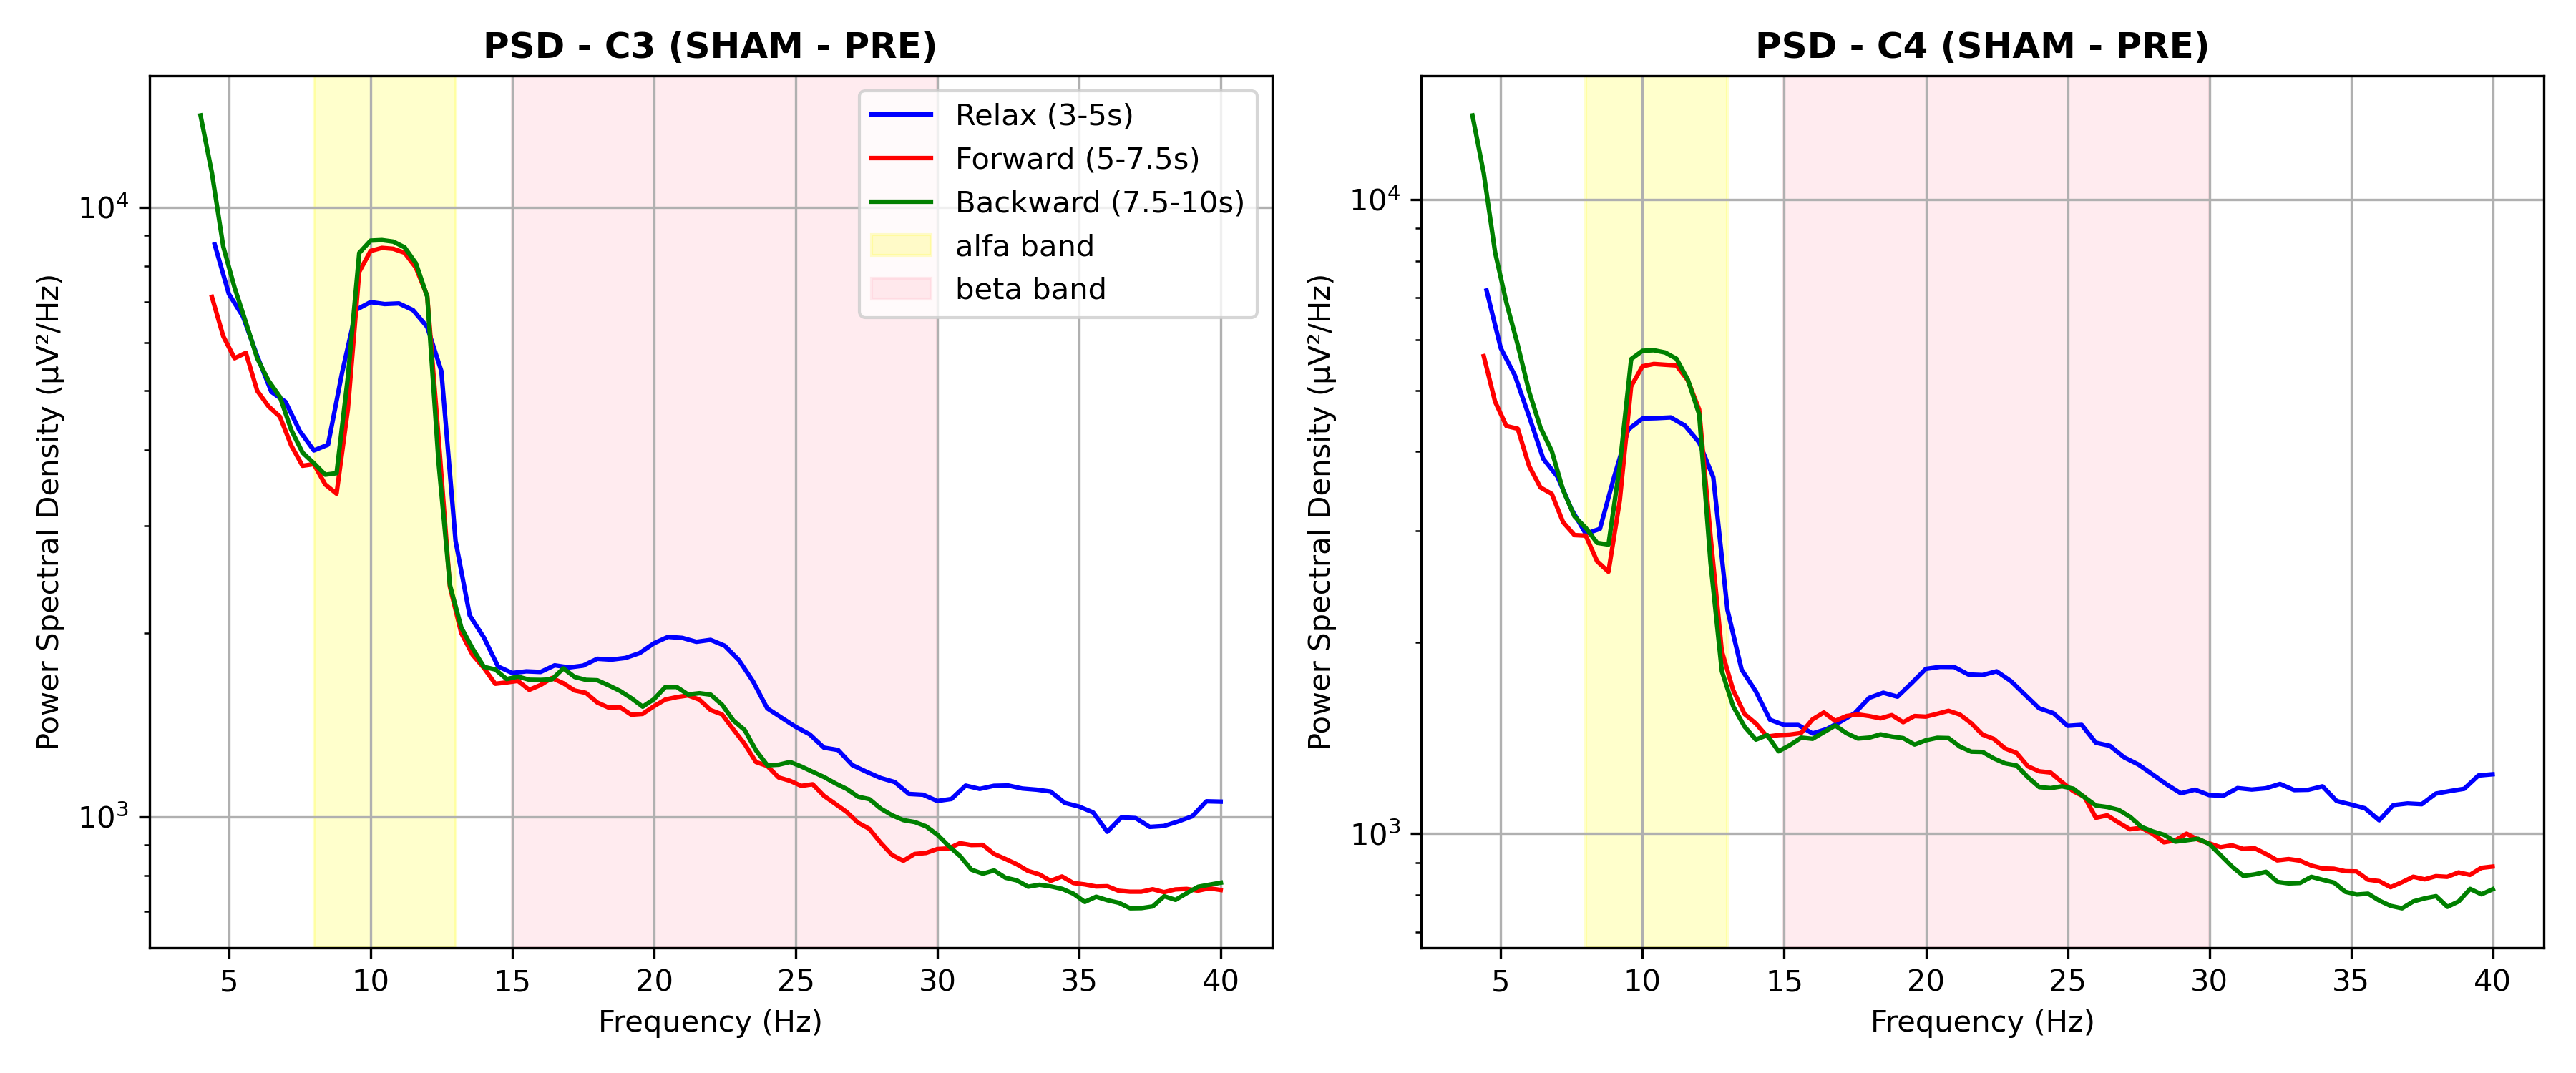 PSD - C3 (SHAM - PRE)
Power Spectral Density (µV²/Hz)
10⁴
10³
Relax (3-5s)
Forward (5-7.5s)
Backward (7.5-10s)
alfa band
beta band
5 10 15 20 25 30 35 40
Frequency (Hz)
PSD - C4 (SHAM - PRE)
Power Spectral Density (µV²/Hz)
10⁴
10³
5 10 15 20 25 30 35 40
Frequency (Hz)